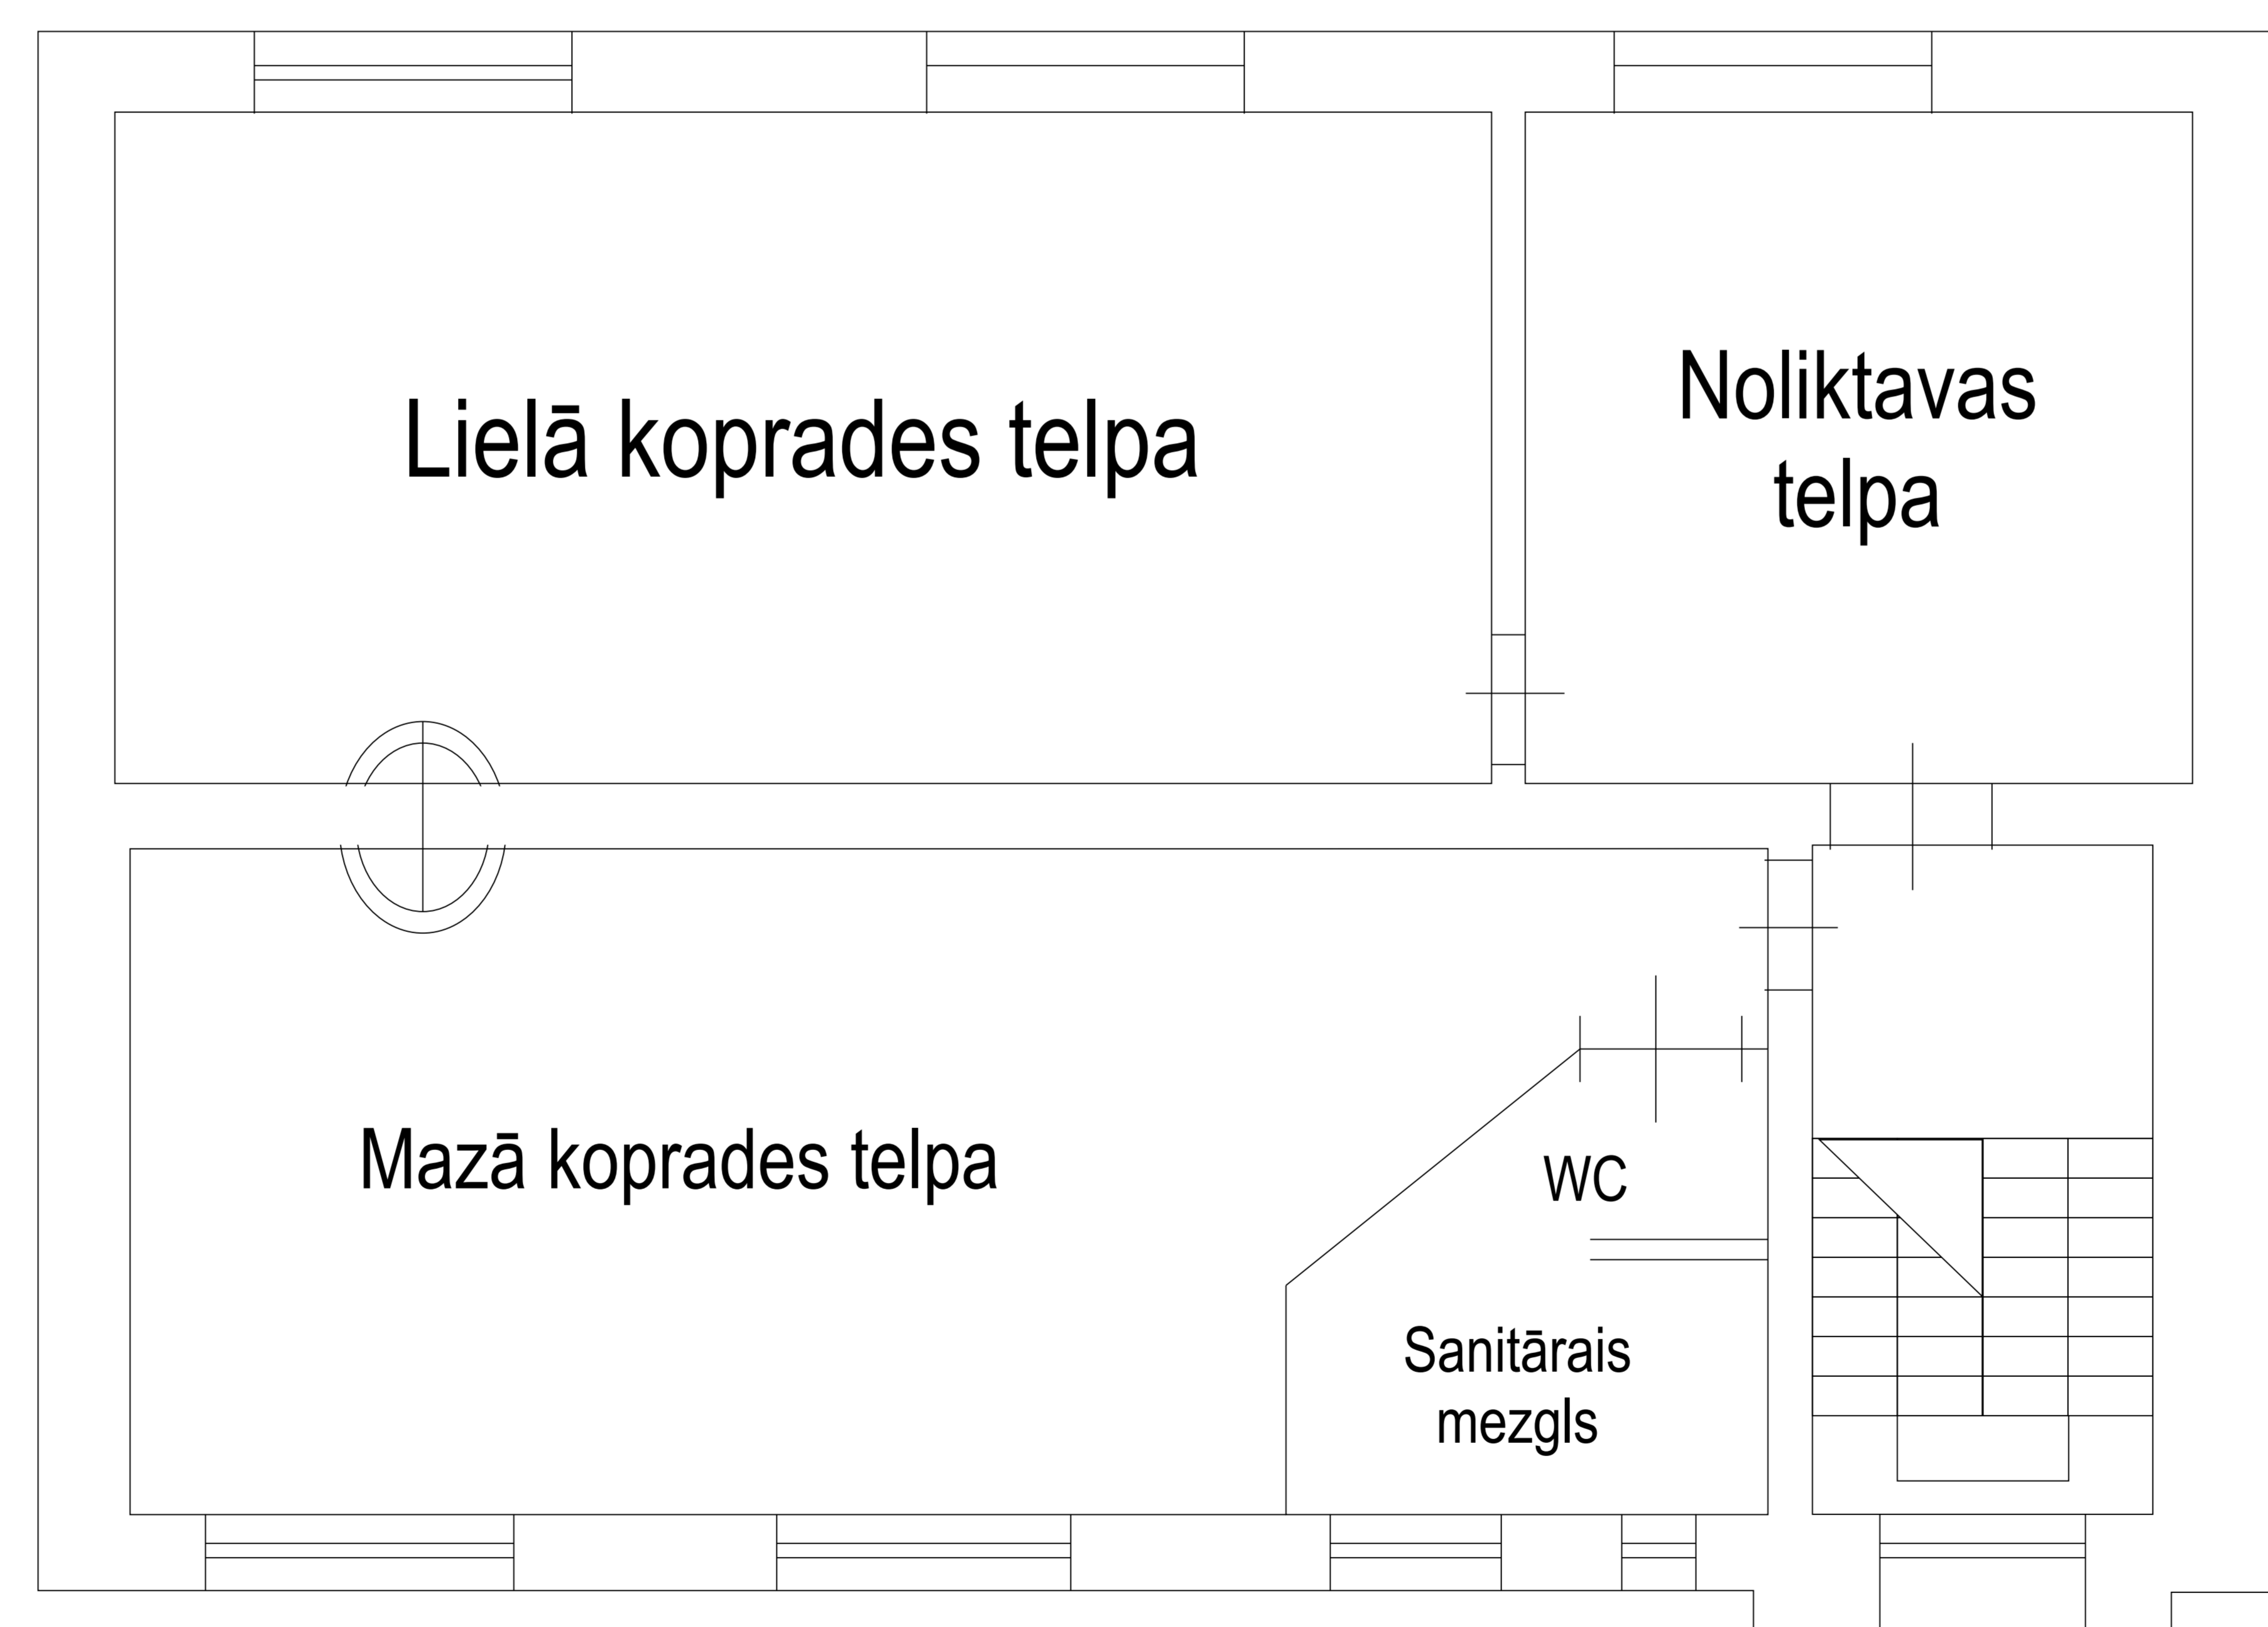 Lielā koprades telpa
Noliktavas
telpa
Mazā koprades telpa
WC
Sanitārais
mezgls